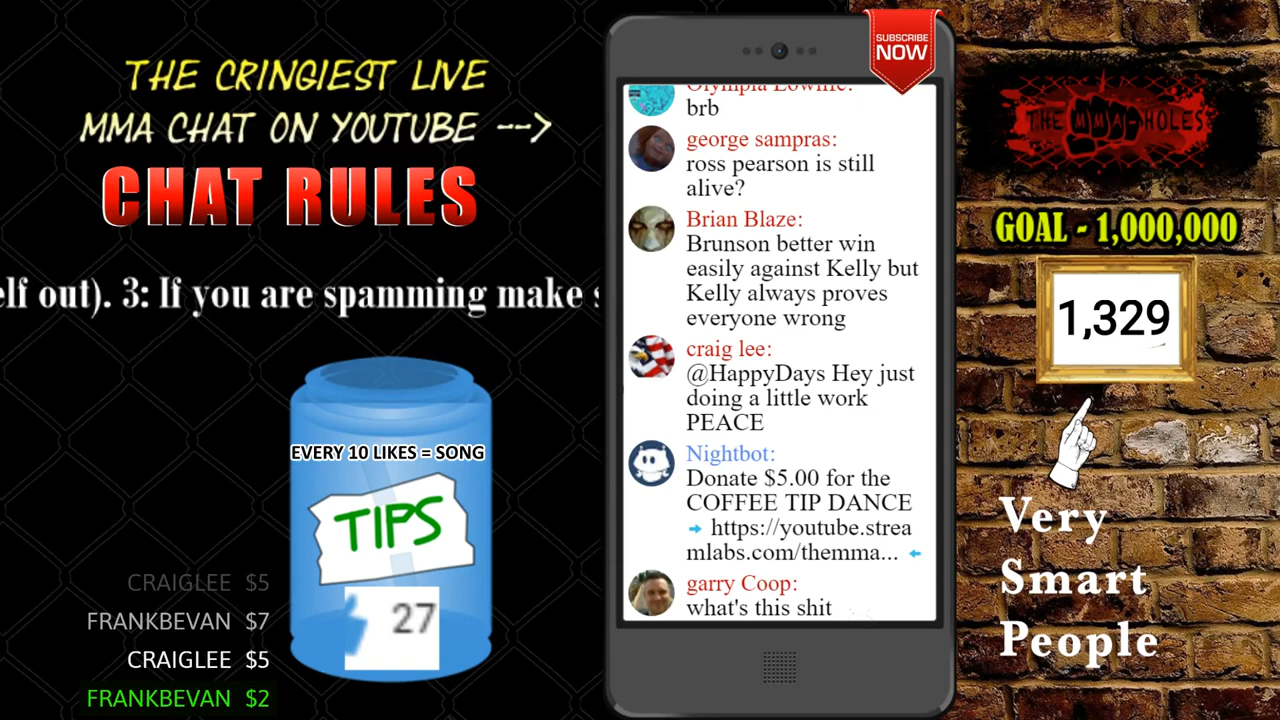 THE CRINGIEST LIVE
MMA CHAT ON YOUTUBE -->
CHAT RULES
elf out). 3: If you are spamming make s
EVERY 10 LIKES = SONG
TIPS
27
CRAIGLEE $5
FRANKBEVAN $7
CRAIGLEE $5
FRANKBEVAN $2
SUBSCRIBE
NOW
Olympia Lowlife:
brb
george sampras:
ross pearson is still
alive?
Brian Blaze:
Brunson better win
easily against Kelly but
Kelly always proves
everyone wrong
craig lee:
@HappyDays Hey just
doing a little work
PEACE
Nightbot:
Donate $5.00 for the
COFFEE TIP DANCE
➡ https://youtube.strea
mlabs.com/themma... ⬅
garry Coop:
what's this shit
THE MMA-HOLES
GOAL - 1,000,000
1,329
Very
Smart
People